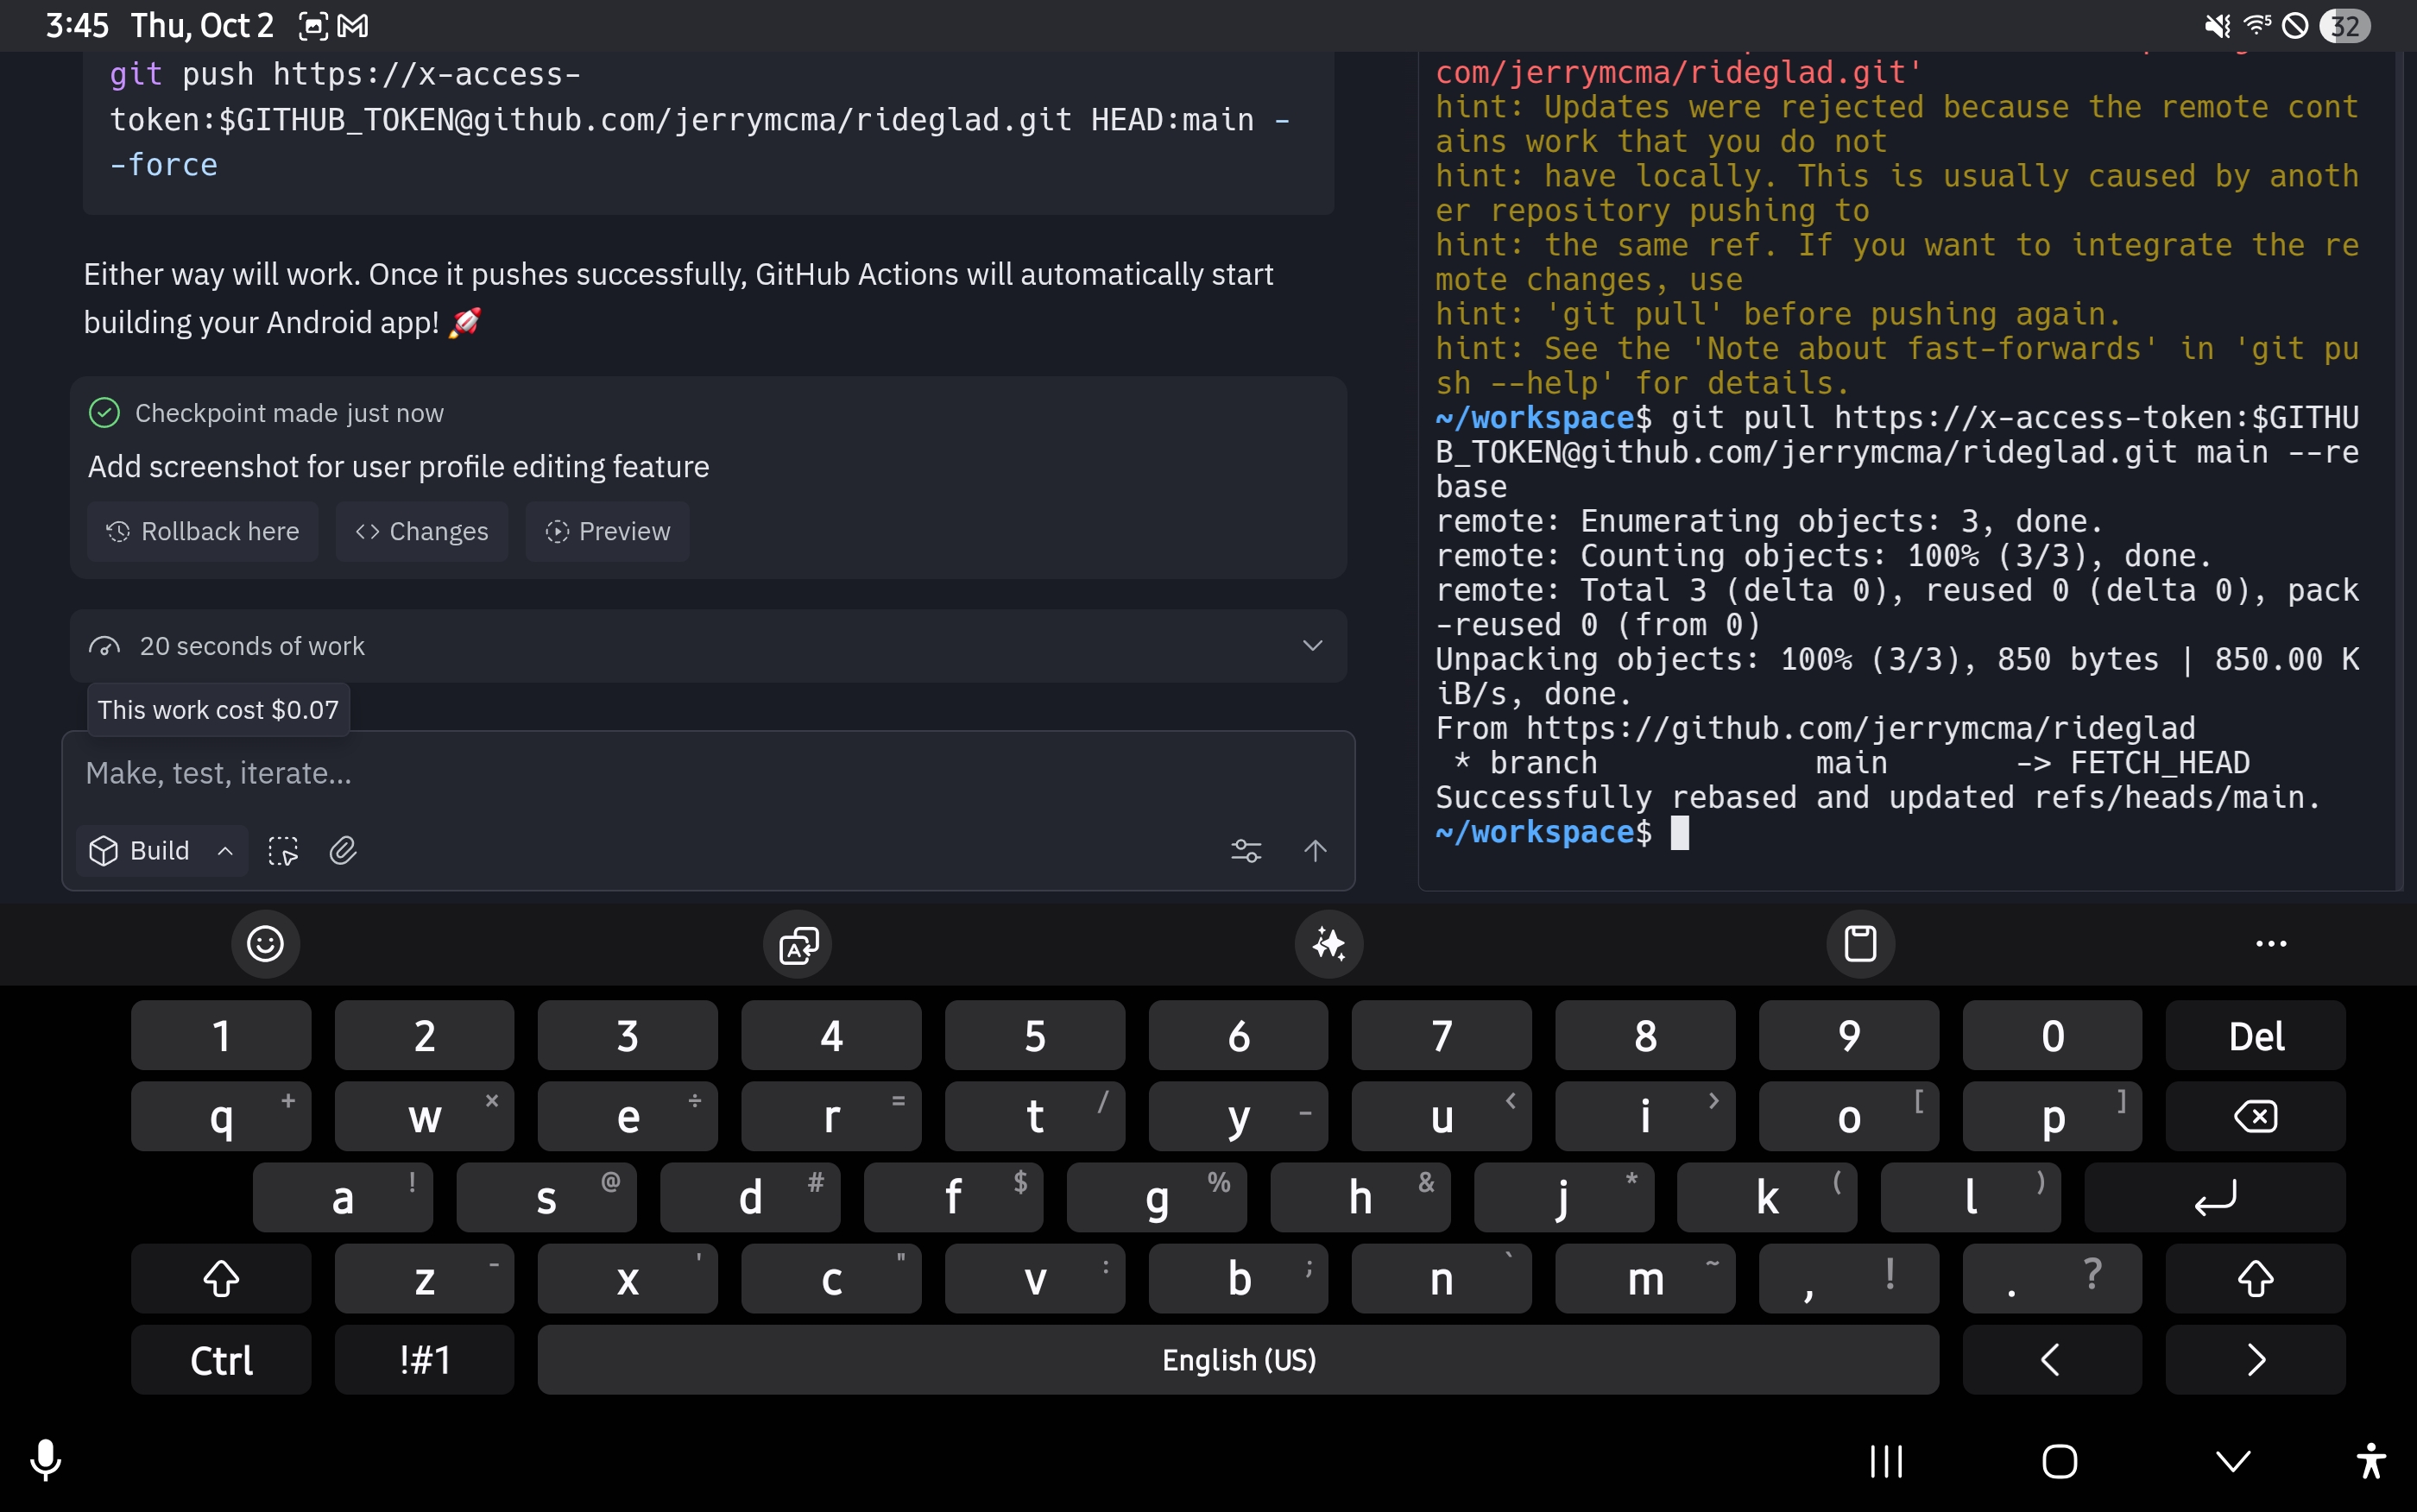 3:45 Thu, Oct 2
32
git push https://x-access-
token:$GITHUB_TOKEN@github.com/jerrymcma/rideglad.git HEAD:main -
-force
Either way will work. Once it pushes successfully, GitHub Actions will automatically start
building your Android app! 🚀
Checkpoint made just now
Add screenshot for user profile editing feature
Rollback here
Changes
Preview
20 seconds of work
This work cost $0.07
Make, test, iterate...
Build
com/jerrymcma/rideglad.git'
hint: Updates were rejected because the remote cont
ains work that you do not
hint: have locally. This is usually caused by anoth
er repository pushing to
hint: the same ref. If you want to integrate the re
mote changes, use
hint: 'git pull' before pushing again.
hint: See the 'Note about fast-forwards' in 'git pu
sh --help' for details.
~/workspace$ git pull https://x-access-token:$GITHU
B_TOKEN@github.com/jerrymcma/rideglad.git main --re
base
remote: Enumerating objects: 3, done.
remote: Counting objects: 100% (3/3), done.
remote: Total 3 (delta 0), reused 0 (delta 0), pack
-reused 0 (from 0)
Unpacking objects: 100% (3/3), 850 bytes | 850.00 K
iB/s, done.
From https://github.com/jerrymcma/rideglad
* branch main -> FETCH_HEAD
Successfully rebased and updated refs/heads/main.
~/workspace$
1 2 3 4 5 6 7 8 9 0 Del
q + w × e ÷ r = t / y _ u < i > o [ p ]
a ! s @ d # f $ g % h & j * k ( l )
z - x ' c " v : b ; n ` m ~ , ! . ?
Ctrl !#1 English (US) < >